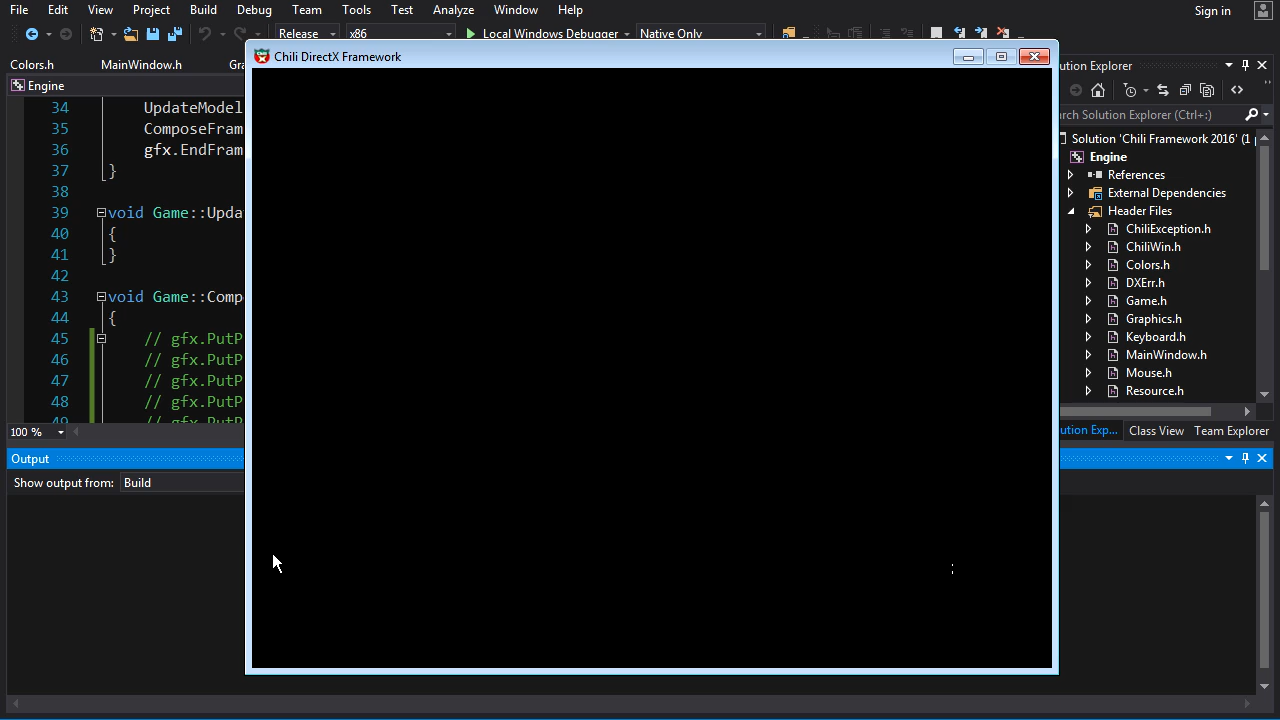 File Edit View Project Build Debug Team Tools Test Analyze Window Help Sign in
Release x86 Local Windows Debugger Native Only
Colors.h MainWindow.h Gra
Chili DirectX Framework
Engine
34 UpdateModel
35 ComposeFram
36 gfx.EndFram
37 }
38
39 void Game::Upda
40 {
41 }
42
43 void Game::Comp
44 {
45 // gfx.PutP
46 // gfx.PutP
47 // gfx.PutP
48 // gfx.PutP
49 // gfx.PutP
100 %
ution Explorer
rch Solution Explorer (Ctrl+;)
Solution 'Chili Framework 2016' (1 p
Engine
References
External Dependencies
Header Files
ChiliException.h
ChiliWin.h
Colors.h
DXErr.h
Game.h
Graphics.h
Keyboard.h
MainWindow.h
Mouse.h
Resource.h
ution Exp... Class View Team Explorer
Output
Show output from: Build